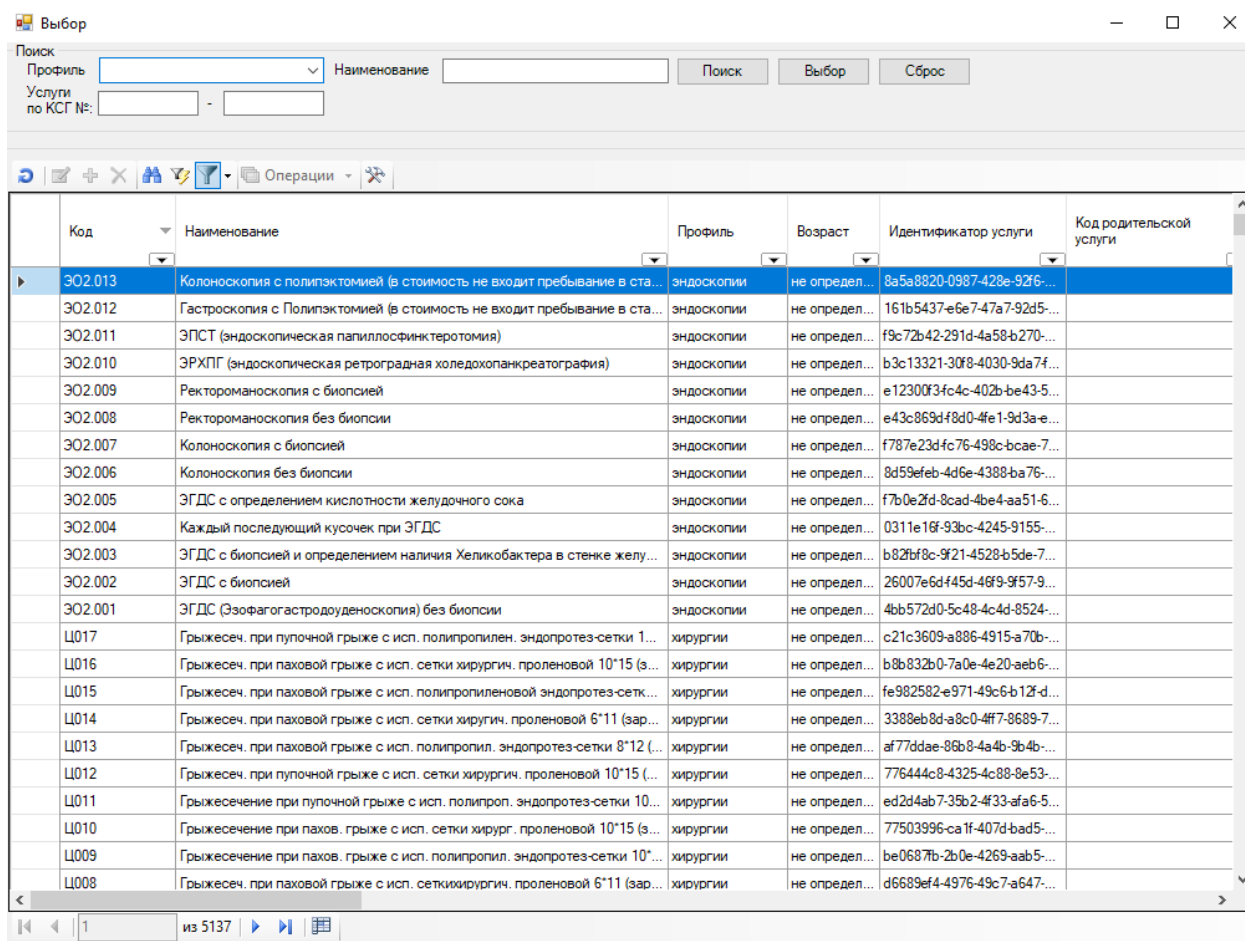 Выбор
Поиск
Профиль Наименование Поиск Выбор Сброс
Услуги
по КСГ №: -
Операции
Код Наименование Профиль Возраст Идентификатор услуги Код родительской услуги
ЭО2.013 Колоноскопия с полипэктомией (в стоимость не входит пребывание в ста... эндоскопии не определ... 8a5a8820-0987-428e-92f6-...
ЭО2.012 Гастроскопия с Полипэктомией (в стоимость не входит пребывание в ста... эндоскопии не определ... 161b5437-e6e7-47a7-92d5-...
ЭО2.011 ЭПСТ (эндоскопическая папиллосфинктеротомия) эндоскопии не определ... f9c72b42-291d-4a58-b270-...
ЭО2.010 ЭРХПГ (эндоскопическая ретроградная холедохопанкреатография) эндоскопии не определ... b3c13321-30f8-4030-9da7-f...
ЭО2.009 Ректороманоскопия с биопсией эндоскопии не определ... e12300f3-fc4c-402b-be43-5...
ЭО2.008 Ректороманоскопия без биопсии эндоскопии не определ... e43c869d-f8d0-4fe1-9d3a-e...
ЭО2.007 Колоноскопия с биопсией эндоскопии не определ... f787e23d-fc76-498c-bcae-7...
ЭО2.006 Колоноскопия без биопсии эндоскопии не определ... 8d59efeb-4d6e-4388-ba76-...
ЭО2.005 ЭГДС с определением кислотности желудочного сока эндоскопии не определ... f7b0e2fd-8cad-4be4-aa51-6...
ЭО2.004 Каждый последующий кусочек при ЭГДС эндоскопии не определ... 0311e16f-93bc-4245-9155-...
ЭО2.003 ЭГДС с биопсией и определением наличия Хеликобактера в стенке желу... эндоскопии не определ... b82fbf8c-9f21-4528-b5de-7...
ЭО2.002 ЭГДС с биопсией эндоскопии не определ... 26007e6d-f45d-46f9-9f57-9...
ЭО2.001 ЭГДС (Эзофагогастродоуденоскопия) без биопсии эндоскопии не определ... 4bb572d0-5c48-4c4d-8524-...
Ц017 Грыжесеч. при пупочной грыже с исп. полипропилен. эндопротез-сетки 1... хирургии не определ... c21c3609-a886-4915-a70b-...
Ц016 Грыжесеч. при паховой грыже с исп. сетки хирургич. проленовой 10*15 (з... хирургии не определ... b8b832b0-7a0e-4e20-aeb6-...
Ц015 Грыжесеч. при паховой грыже с исп. полипропиленовой эндопротез-сетк... хирургии не определ... fe982582-e971-49c6-b12f-d...
Ц014 Грыжесеч. при паховой грыже с исп. сетки хиругич. проленовой 6*11 (зар... хирургии не определ... 3388eb8d-a8c0-4ff7-8689-7...
Ц013 Грыжесеч. при паховой грыже с исп. полипропил. эндопротез-сетки 8*12 (... хирургии не определ... af77ddae-86b8-4a4b-9b4b-...
Ц012 Грыжесеч. при пупочной грыже с исп. сетки хирургич. проленовой 10*15 (... хирургии не определ... 776444c8-4325-4c88-8e53-...
Ц011 Грыжесечение при пупочной грыже с исп. полипроп. эндопротез-сетки 10... хирургии не определ... ed2d4ab7-35b2-4f33-afa6-5...
Ц010 Грыжесечение при пахов. грыже с исп. сетки хирург. проленовой 10*15 (з... хирургии не определ... 77503996-ca1f-407d-bad5-...
Ц009 Грыжесечение при пахов. грыже с исп. полипропил. эндопротез-сетки 10*... хирургии не определ... be0687fb-2b0e-4269-aab5-...
Ц008 Грыжесеч. при паховой грыже с исп. сеткихирургич. проленовой 6*11 (зар... хирургии не определ... d6689ef4-4976-49c7-a647-...
1 из 5137